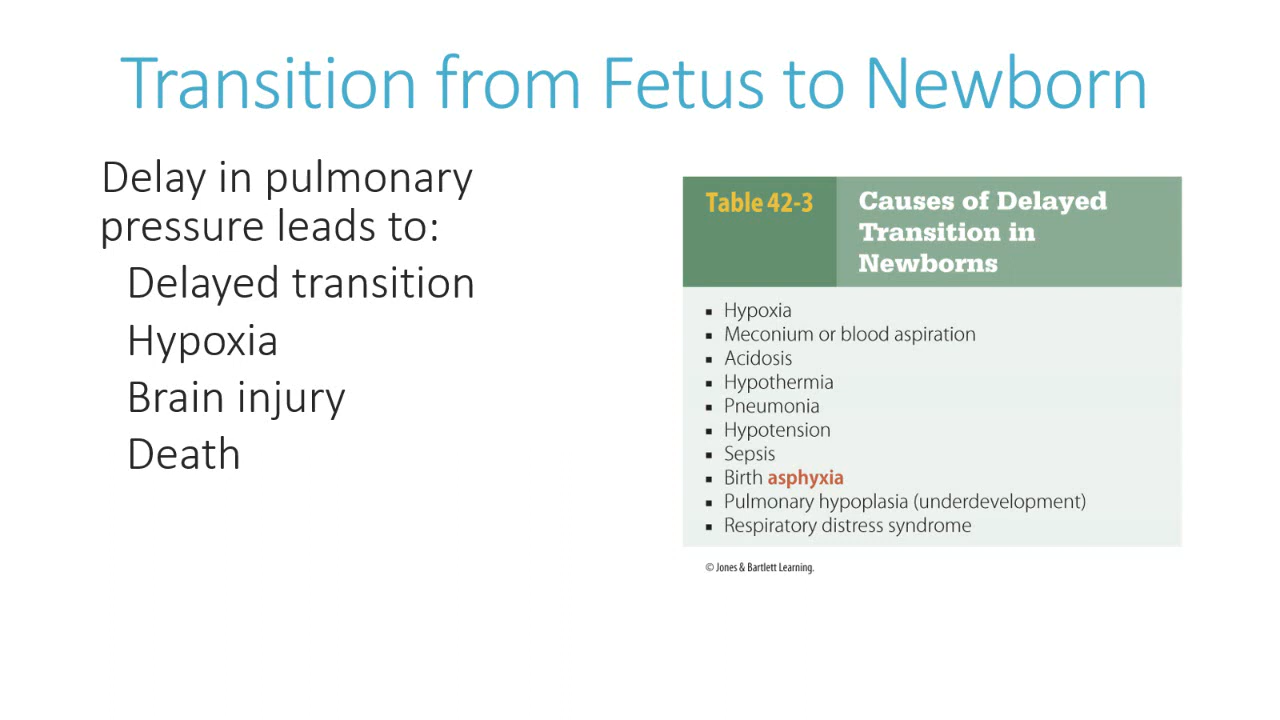 Transition from Fetus to Newborn
Delay in pulmonary
pressure leads to:
Delayed transition
Hypoxia
Brain injury
Death
Table 42-3
Causes of Delayed
Transition in
Newborns
▪ Hypoxia
▪ Meconium or blood aspiration
▪ Acidosis
▪ Hypothermia
▪ Pneumonia
▪ Hypotension
▪ Sepsis
▪ Birth asphyxia
▪ Pulmonary hypoplasia (underdevelopment)
▪ Respiratory distress syndrome
© Jones & Bartlett Learning.